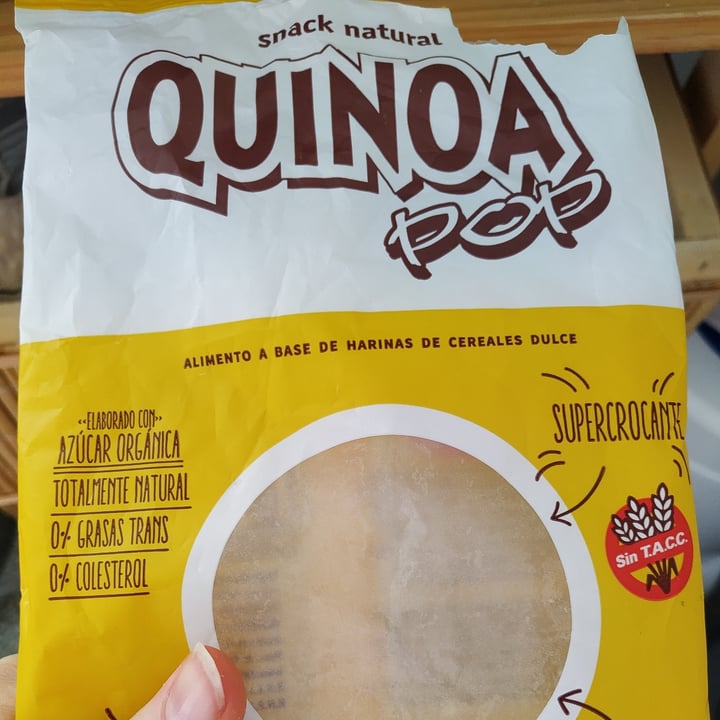 snack natural
QUINOA
POP
ALIMENTO A BASE DE HARINAS DE CEREALES DULCE
«ELABORADO CON»
AZÚCAR ORGÁNICA
TOTALMENTE NATURAL
0% GRASAS TRANS
0% COLESTEROL
SUPERCROCANTE
Sin T.A.C.C.